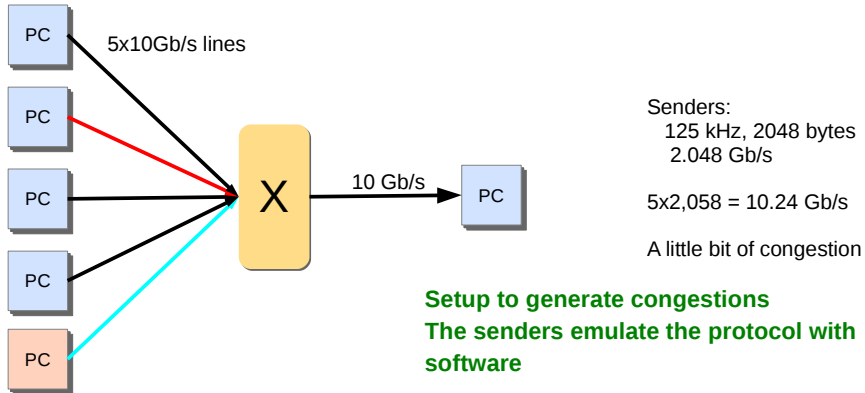 PC
5x10Gb/s lines
PC
PC
PC
PC
X
10 Gb/s
PC
Senders:
125 kHz, 2048 bytes
2.048 Gb/s
5x2,058 = 10.24 Gb/s
A little bit of congestion
Setup to generate congestions
The senders emulate the protocol with
software